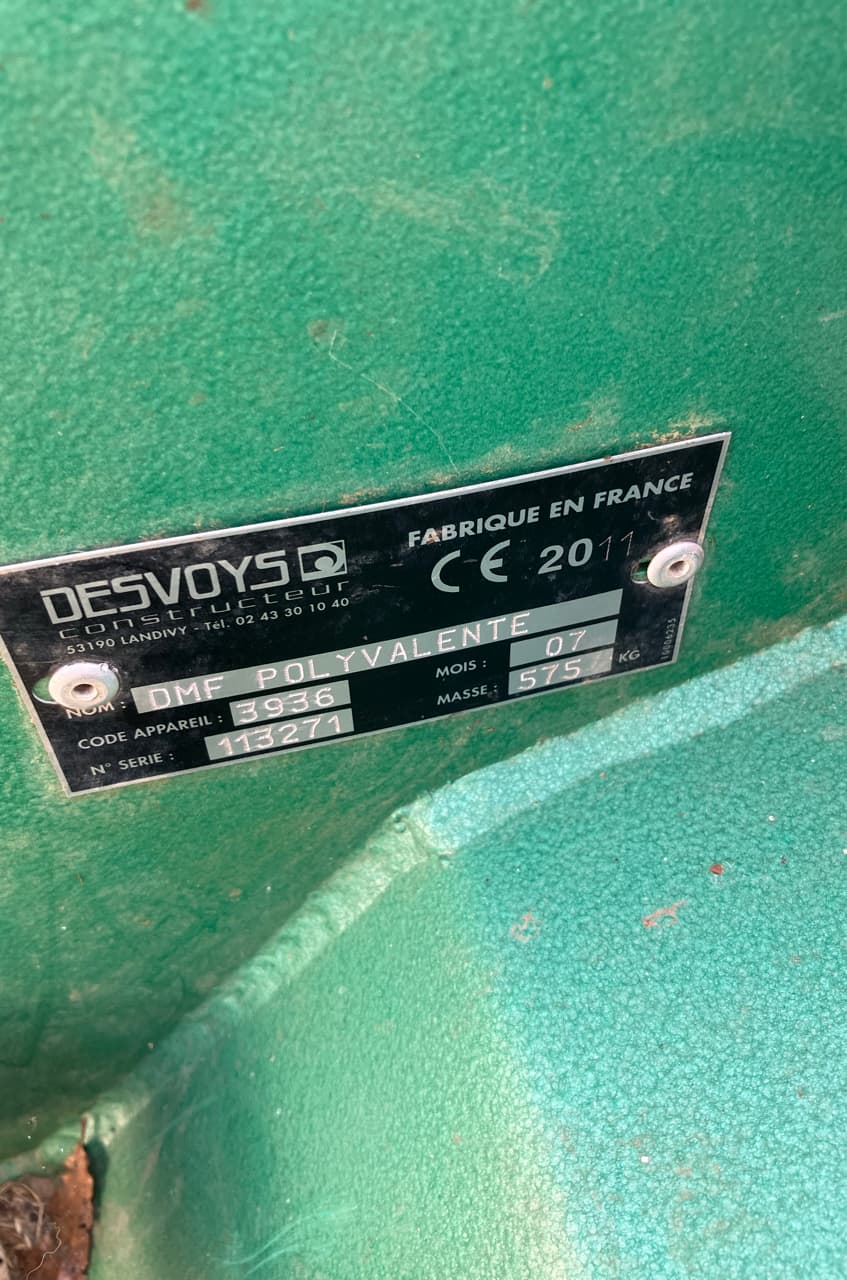 DESVOYS
constructeur
53190 LANDIVY - Tél. 02 43 30 10 40
FABRIQUE EN FRANCE
CE 2011
NOM : DMF POLYVALENTE
CODE APPAREIL : 3936
MOIS : 07
N° SERIE : 113271
MASSE : 575 KG